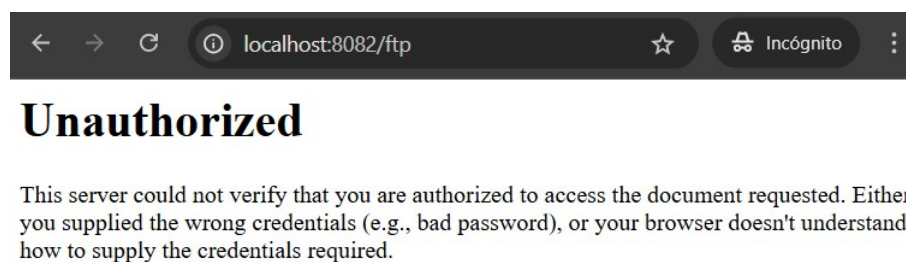 localhost:8082/ftp
Incógnito
Unauthorized
This server could not verify that you are authorized to access the document requested. Either
you supplied the wrong credentials (e.g., bad password), or your browser doesn't understand
how to supply the credentials required.